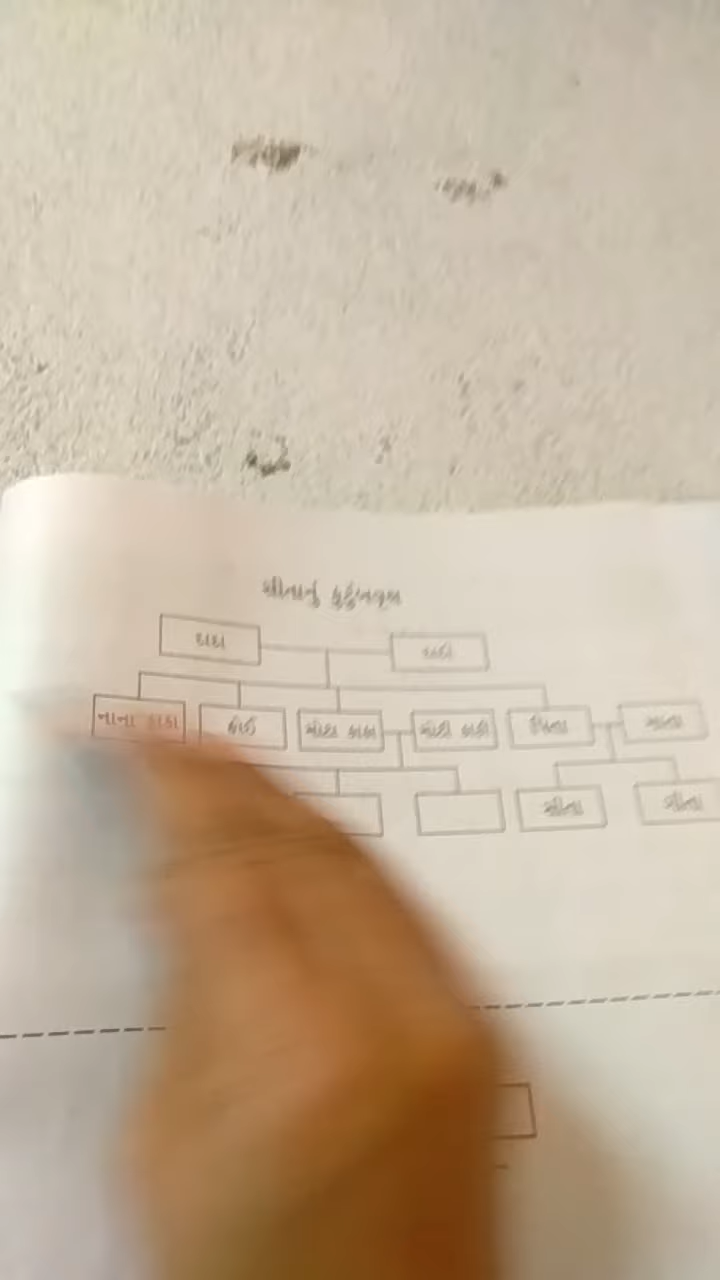 સીનાનું કુટુંબવૃક્ષ
દાદા દાદી
નાના કાકા ફોઈ મોટા કાકા મોટી કાકી પિતા માતા
સીના